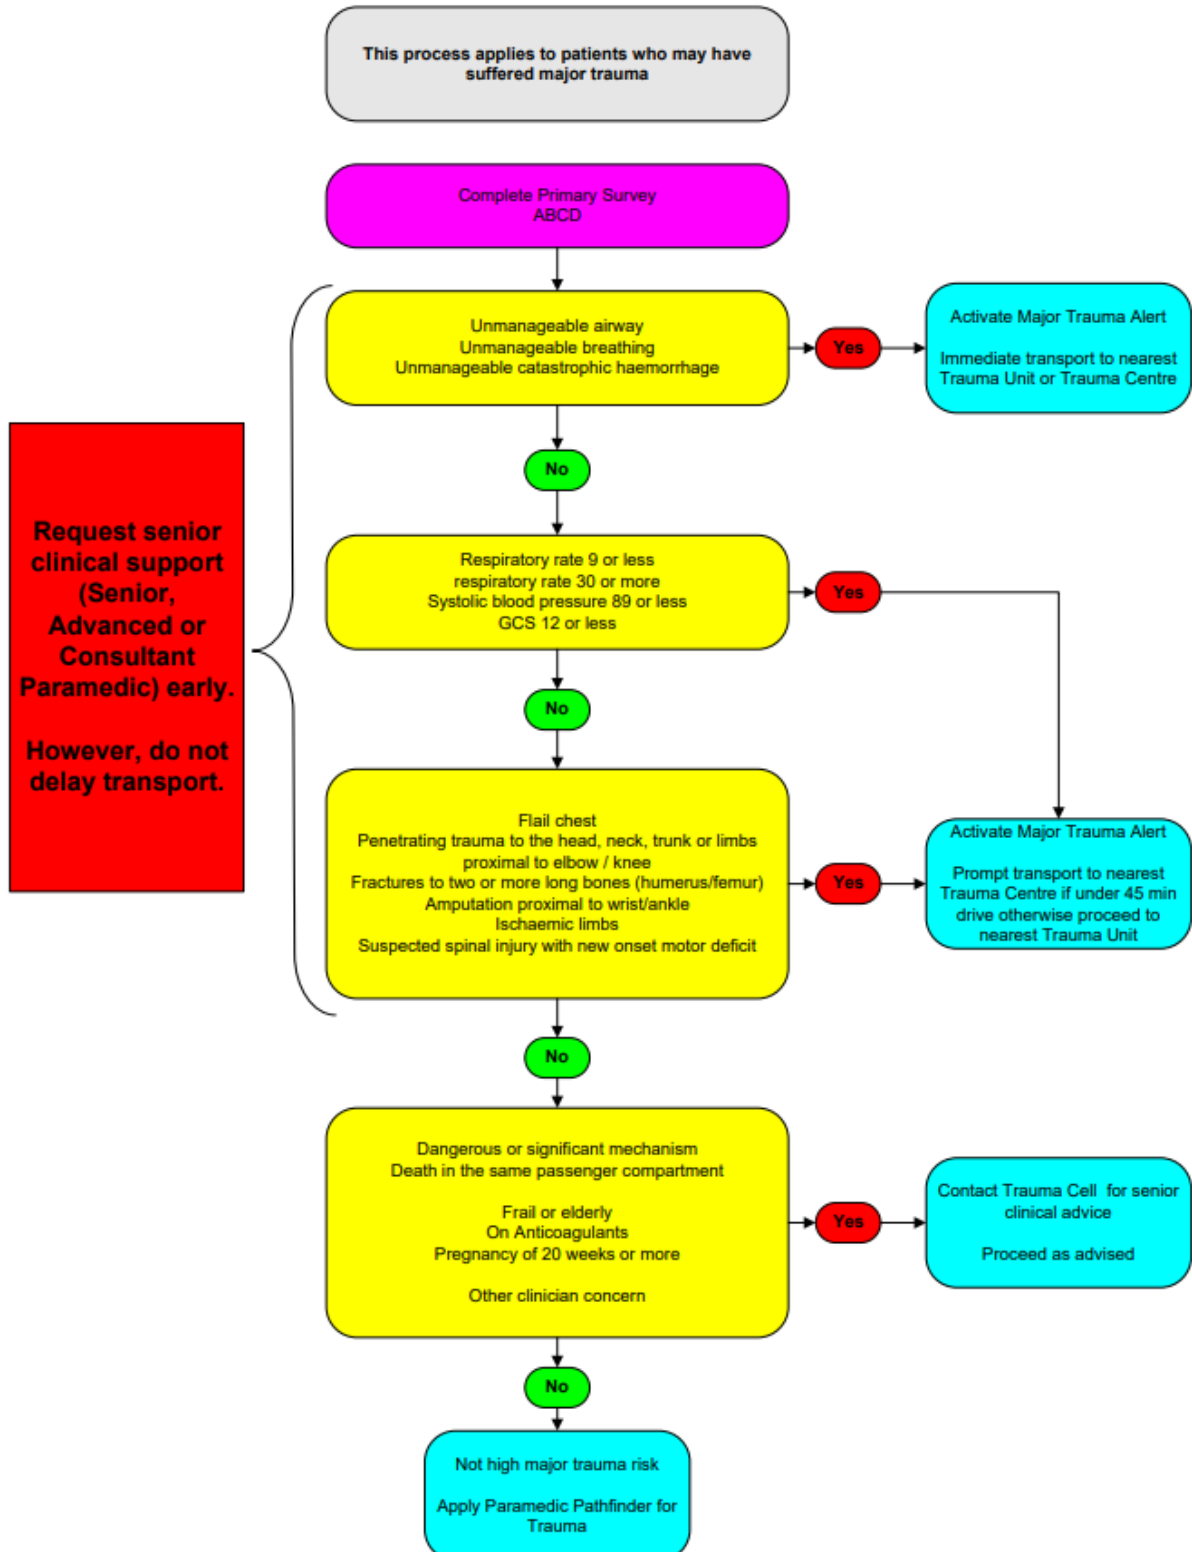 This process applies to patients who may have
suffered major trauma
Complete Primary Survey
ABCD
Unmanageable airway
Unmanageable breathing
Unmanageable catastrophic haemorrhage
Yes
Activate Major Trauma Alert
Immediate transport to nearest
Trauma Unit or Trauma Centre
No
Request senior
clinical support
(Senior,
Advanced or
Consultant
Paramedic) early.
However, do not
delay transport.
Respiratory rate 9 or less
respiratory rate 30 or more
Systolic blood pressure 89 or less
GCS 12 or less
Yes
No
Flail chest
Penetrating trauma to the head, neck, trunk or limbs
proximal to elbow / knee
Fractures to two or more long bones (humerus/femur)
Amputation proximal to wrist/ankle
Ischaemic limbs
Suspected spinal injury with new onset motor deficit
Yes
Activate Major Trauma Alert
Prompt transport to nearest
Trauma Centre if under 45 min
drive otherwise proceed to
nearest Trauma Unit
No
Dangerous or significant mechanism
Death in the same passenger compartment
Frail or elderly
On Anticoagulants
Pregnancy of 20 weeks or more
Other clinician concern
Yes
Contact Trauma Cell for senior
clinical advice
Proceed as advised
No
Not high major trauma risk
Apply Paramedic Pathfinder for
Trauma